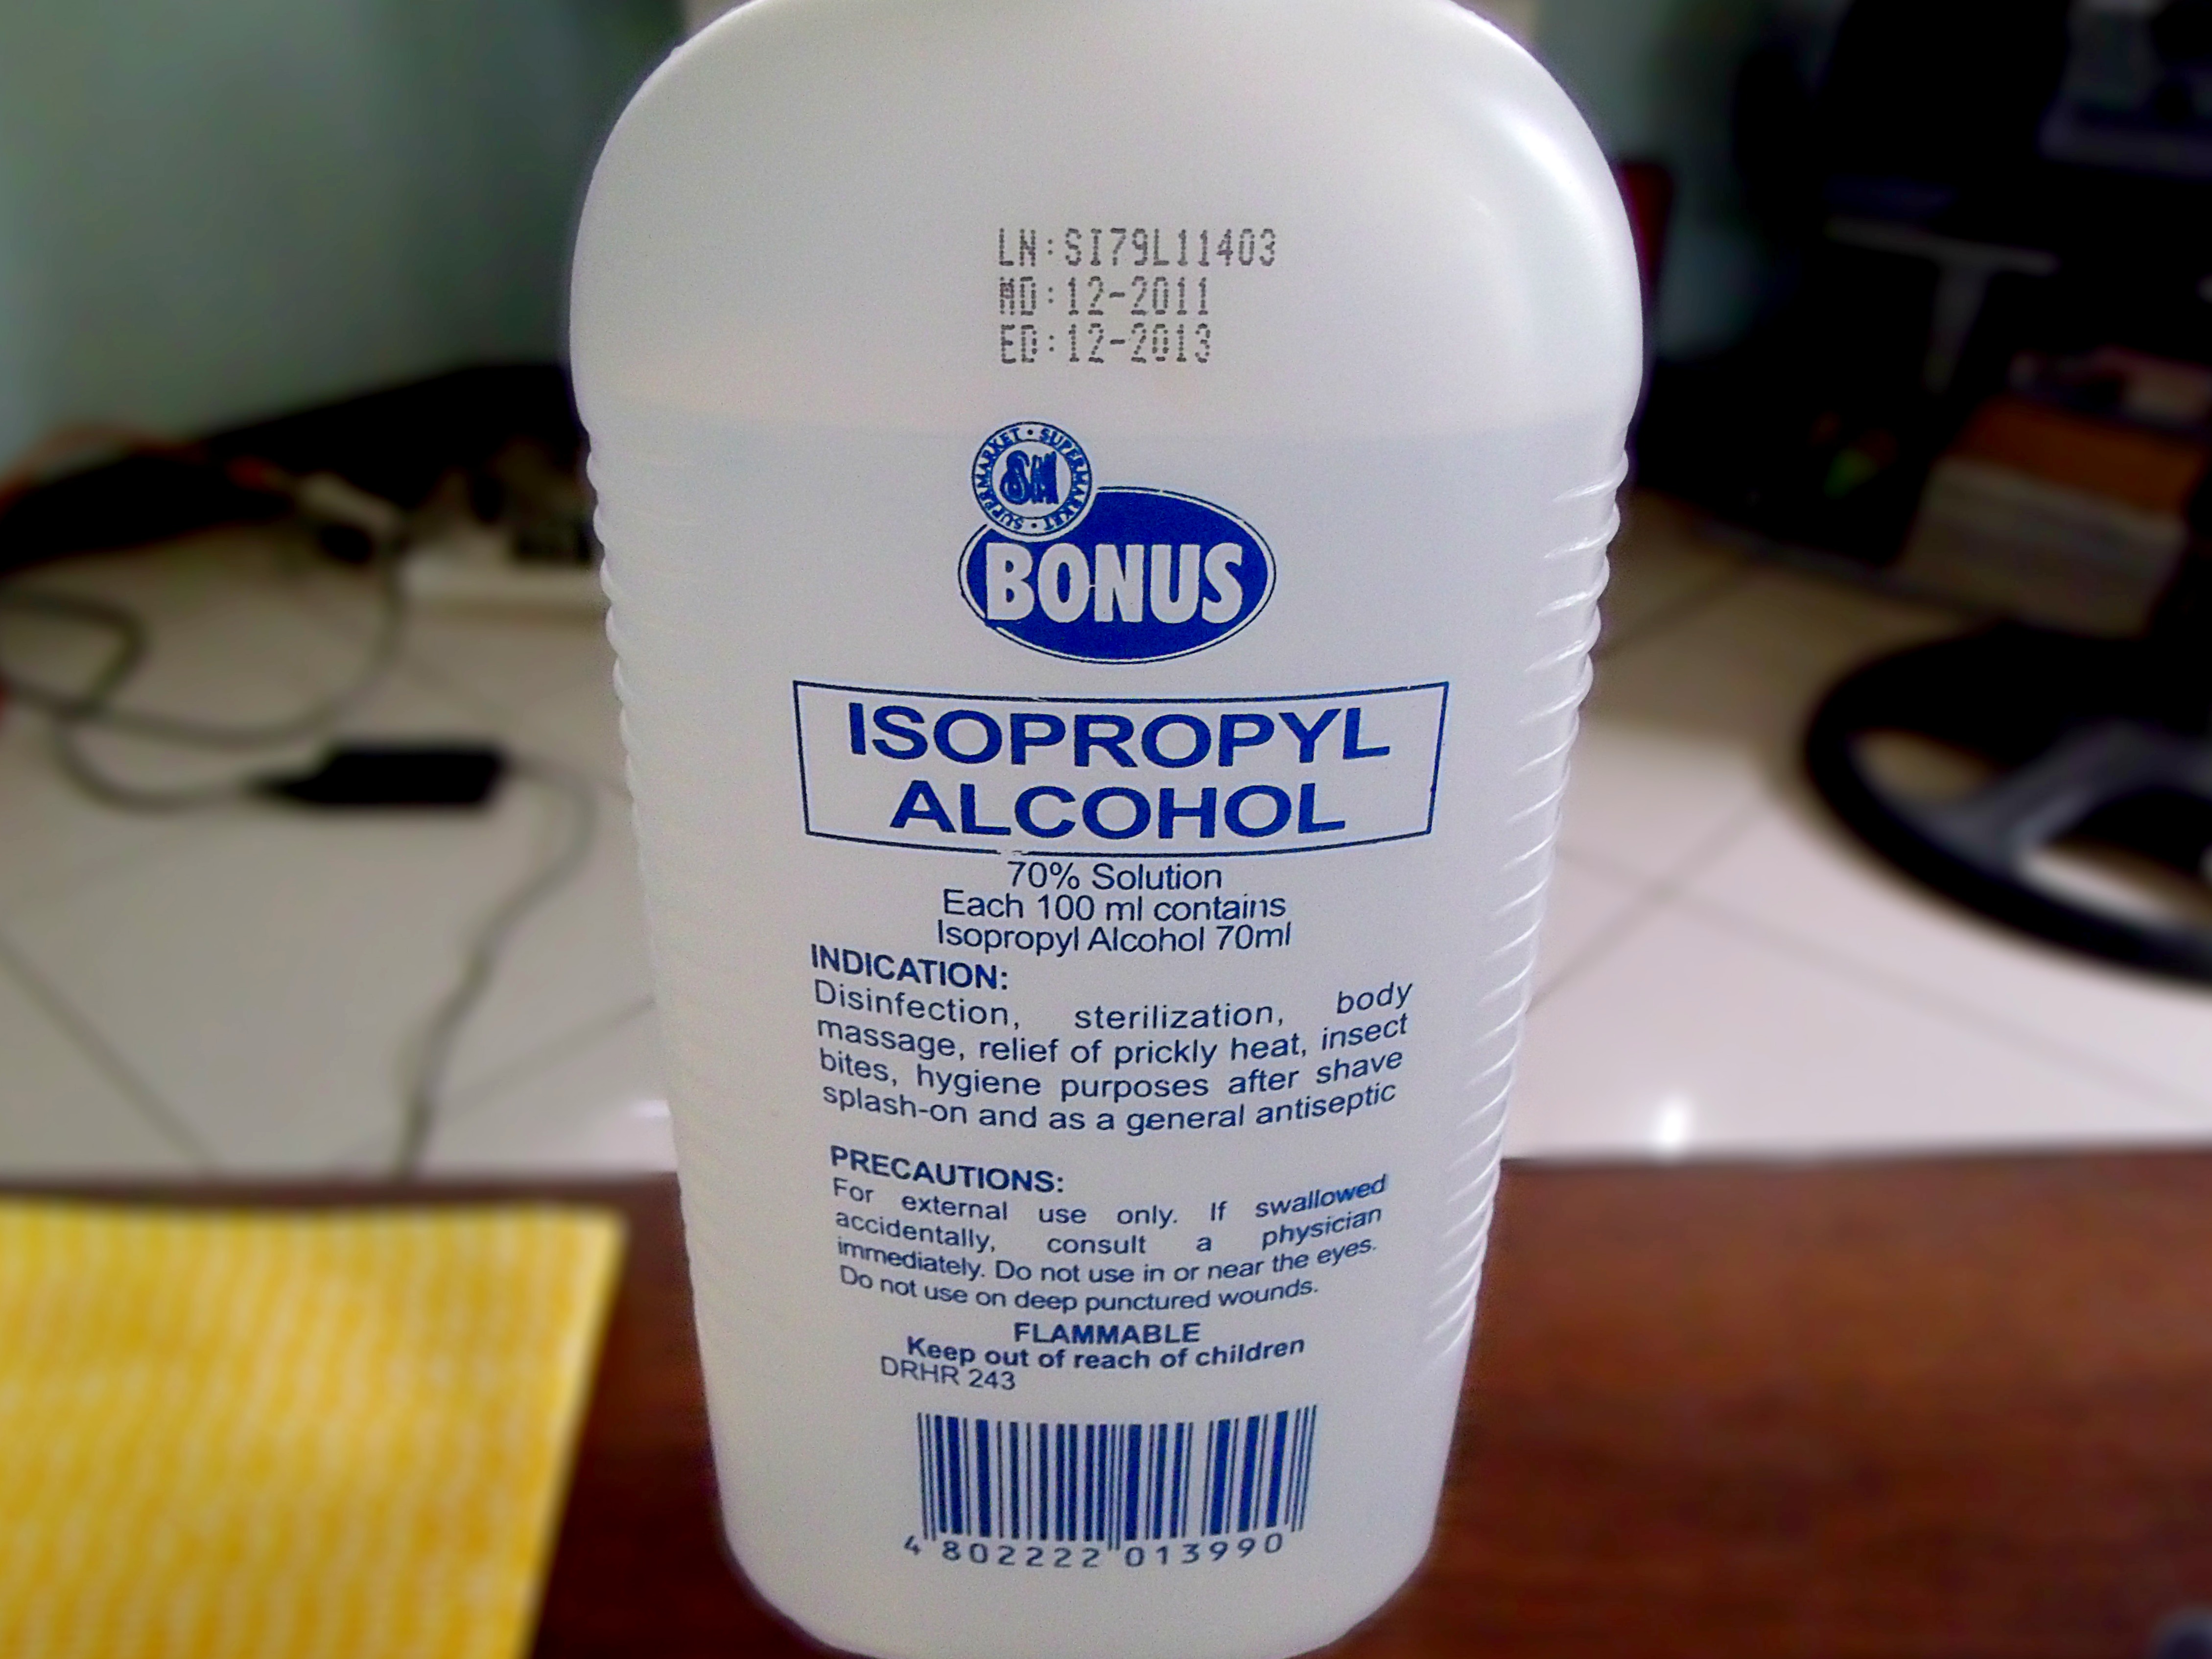 LN:SI79L11403
MD:12-2011
ED:12-2013
SUPERMARKET · SUPERMARKET ·
SM
BONUS
ISOPROPYL
ALCOHOL
70% Solution
Each 100 ml contains
Isopropyl Alcohol 70ml
INDICATION:
Disinfection, sterilization, body
massage, relief of prickly heat, insect
bites, hygiene purposes after shave
splash-on and as a general antiseptic
PRECAUTIONS:
For external use only. If swallowed
accidentally, consult a physician
immediately. Do not use in or near the eyes.
Do not use on deep punctured wounds.
FLAMMABLE
Keep out of reach of children
DRHR 243
4 802222 013990